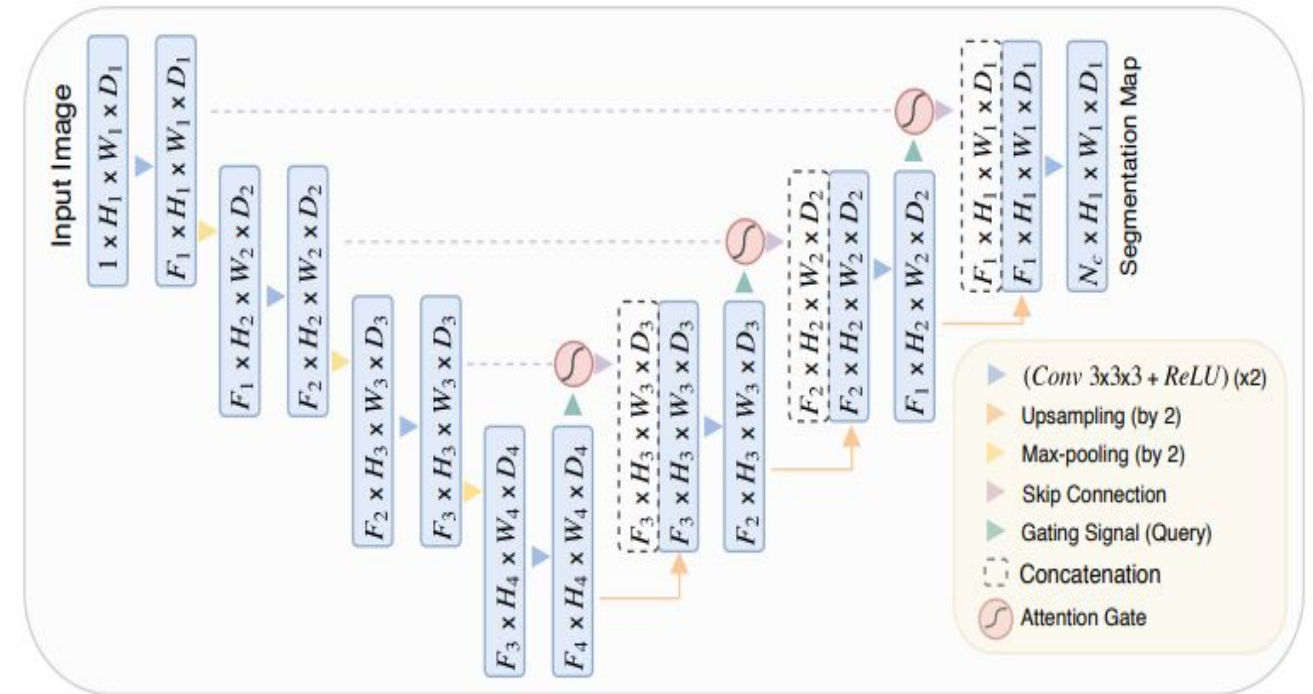 Input Image
1 x H₁ x W₁ x D₁
F₁ x H₁ x W₁ x D₁
F₁ x H₂ x W₂ x D₂
F₂ x H₂ x W₂ x D₂
F₂ x H₃ x W₃ x D₃
F₃ x H₃ x W₃ x D₃
F₃ x H₄ x W₄ x D₄
F₄ x H₄ x W₄ x D₄
F₃ x H₃ x W₃ x D₃
F₃ x H₃ x W₃ x D₃
F₂ x H₃ x W₃ x D₃
F₂ x H₂ x W₂ x D₂
F₂ x H₂ x W₂ x D₂
F₁ x H₂ x W₂ x D₂
F₁ x H₁ x W₁ x D₁
F₁ x H₁ x W₁ x D₁
N_c x H₁ x W₁ x D₁
Segmentation Map
(Conv 3x3x3 + ReLU) (x2)
Upsampling (by 2)
Max-pooling (by 2)
Skip Connection
Gating Signal (Query)
Concatenation
Attention Gate